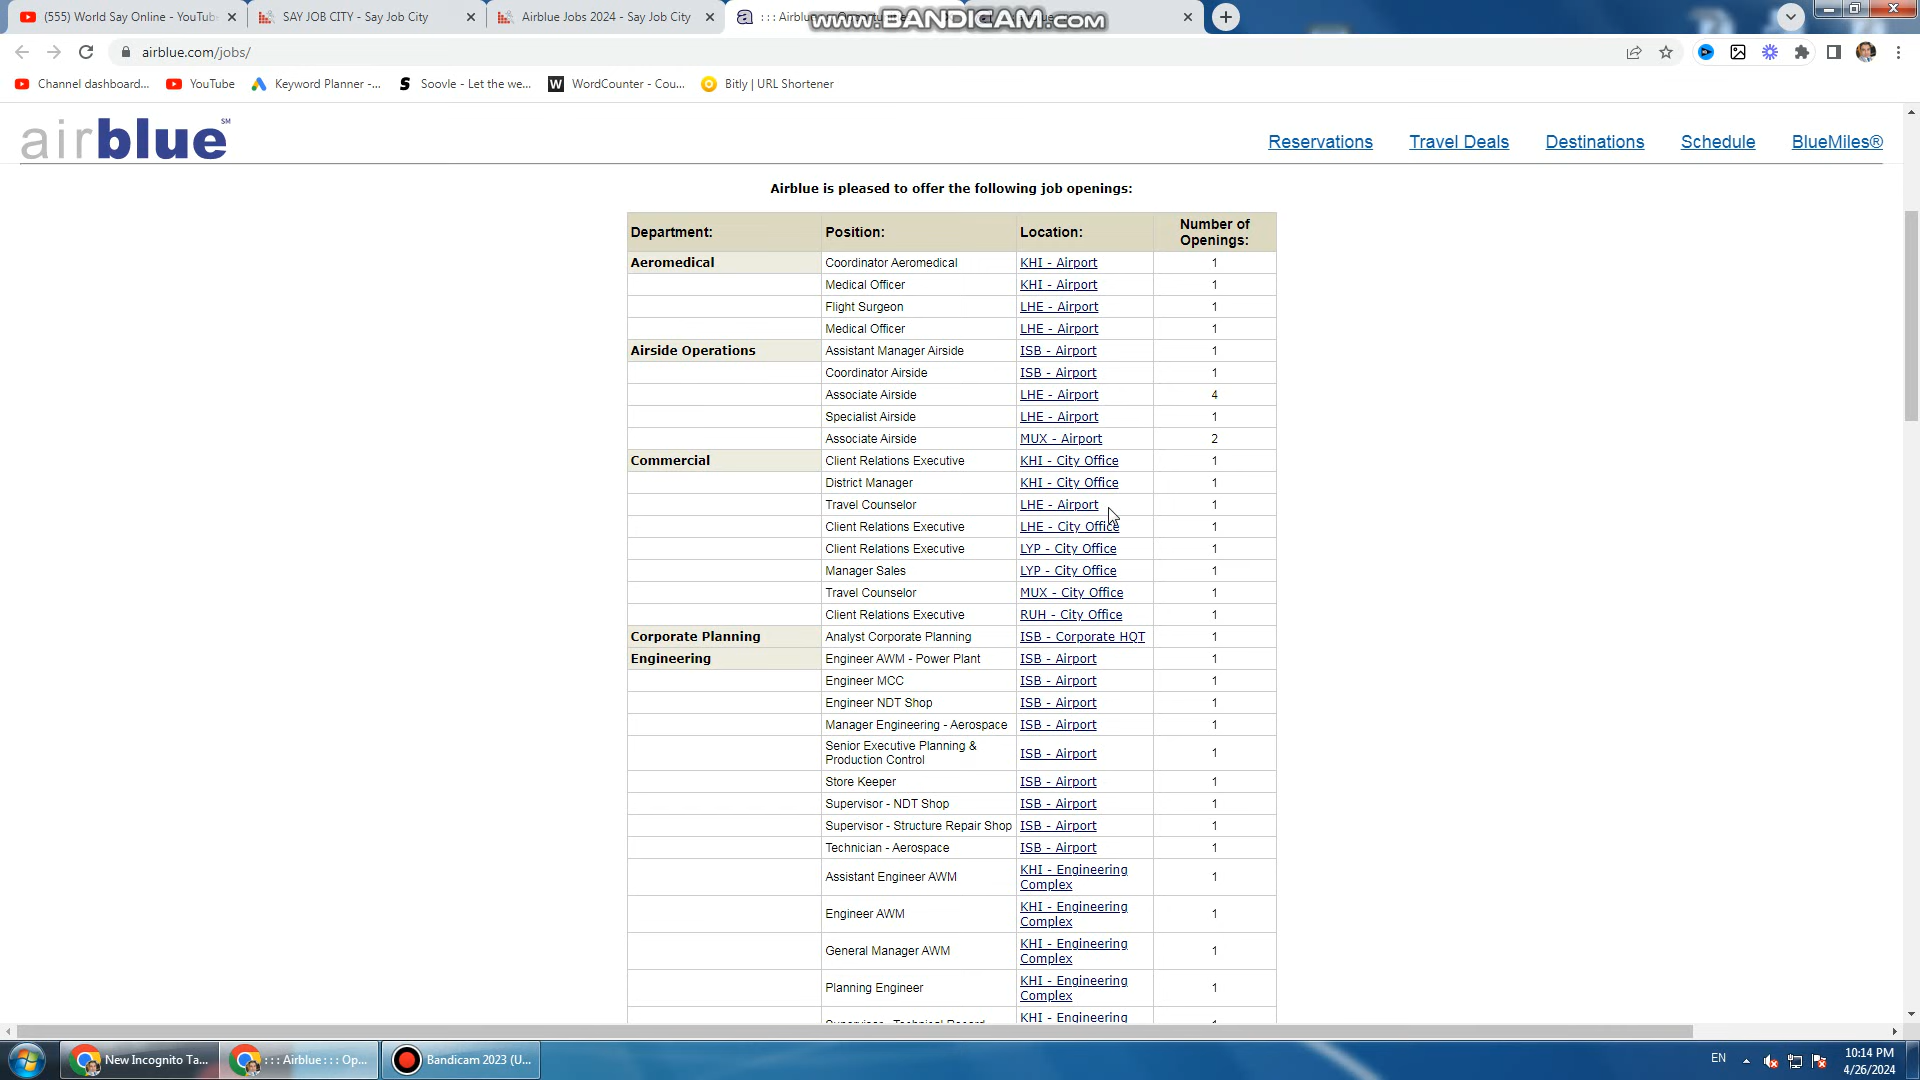 (555) World Say Online - YouTub
SAY JOB CITY - Say Job City
Airblue Jobs 2024 - Say Job City
www.BANDICAM.com
airblue.com/jobs/
Channel dashboard...
YouTube
Keyword Planner -...
Soovle - Let the we...
WordCounter - Cou...
Bitly | URL Shortener
airblue SM
Reservations
Travel Deals
Destinations
Schedule
BlueMiles®
Airblue is pleased to offer the following job openings:
Department: Position: Location: Number of Openings:
Aeromedical Coordinator Aeromedical KHI - Airport 1
Medical Officer KHI - Airport 1
Flight Surgeon LHE - Airport 1
Medical Officer LHE - Airport 1
Airside Operations Assistant Manager Airside ISB - Airport 1
Coordinator Airside ISB - Airport 1
Associate Airside LHE - Airport 4
Specialist Airside LHE - Airport 1
Associate Airside MUX - Airport 2
Commercial Client Relations Executive KHI - City Office 1
District Manager KHI - City Office 1
Travel Counselor LHE - Airport 1
Client Relations Executive LHE - City Office 1
Client Relations Executive LYP - City Office 1
Manager Sales LYP - City Office 1
Travel Counselor MUX - City Office 1
Client Relations Executive RUH - City Office 1
Corporate Planning Analyst Corporate Planning ISB - Corporate HQT 1
Engineering Engineer AWM - Power Plant ISB - Airport 1
Engineer MCC ISB - Airport 1
Engineer NDT Shop ISB - Airport 1
Manager Engineering - Aerospace ISB - Airport 1
Senior Executive Planning &
Production Control ISB - Airport 1
Store Keeper ISB - Airport 1
Supervisor - NDT Shop ISB - Airport 1
Supervisor - Structure Repair Shop ISB - Airport 1
Technician - Aerospace ISB - Airport 1
Assistant Engineer AWM KHI - Engineering Complex 1
Engineer AWM KHI - Engineering Complex 1
General Manager AWM KHI - Engineering Complex 1
Planning Engineer KHI - Engineering Complex 1
Supervisor - Technical Record KHI - Engineering
New Incognito Ta...
: : : Airblue : : : Op...
Bandicam 2023 (U...
EN
10:14 PM
4/26/2024